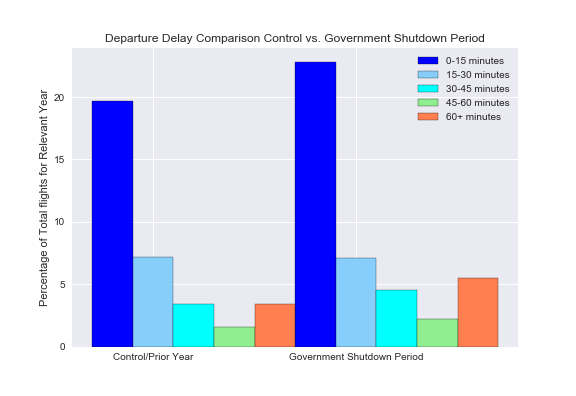 Departure Delay Comparison Control vs. Government Shutdown Period
0-15 minutes
15-30 minutes
30-45 minutes
45-60 minutes
60+ minutes
Percentage of Total flights for Relevant Year
20
15
10
5
0
Control/Prior Year
Government Shutdown Period